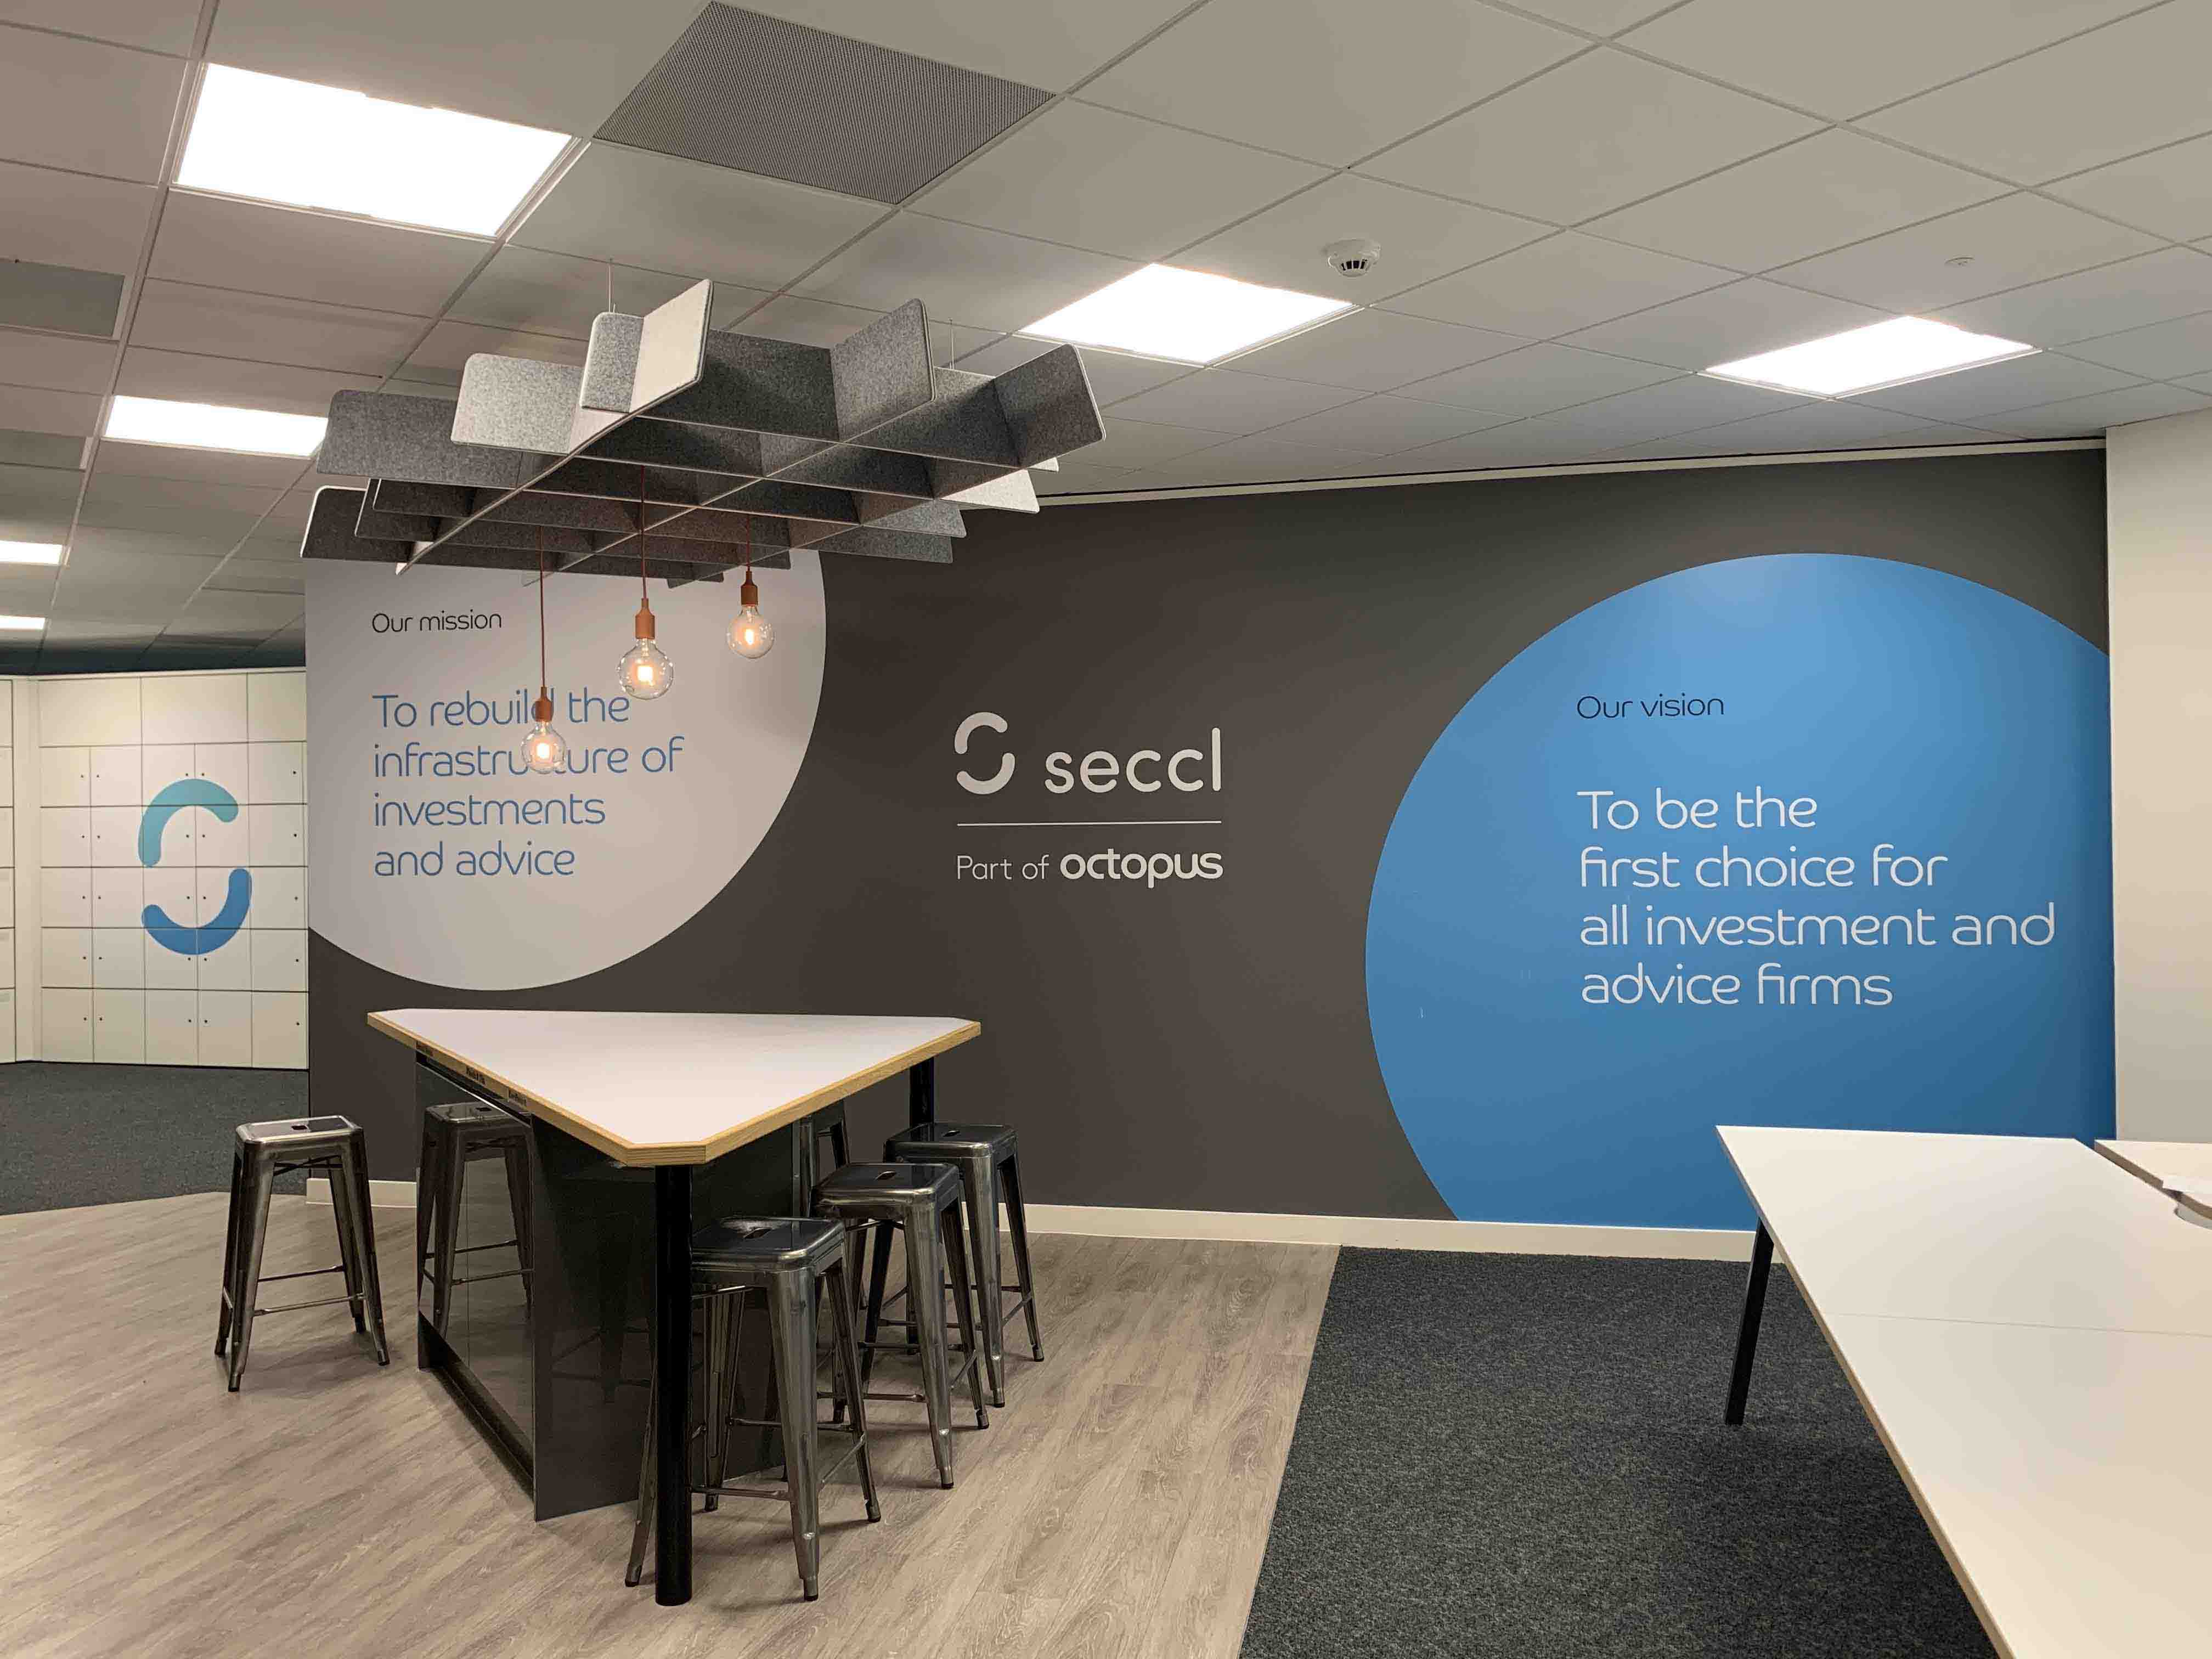 Our mission
To rebuild the
infrastructure of
investments
and advice
seccl
Part of octopus
Our vision
To be the
first choice for
all investment and
advice firms